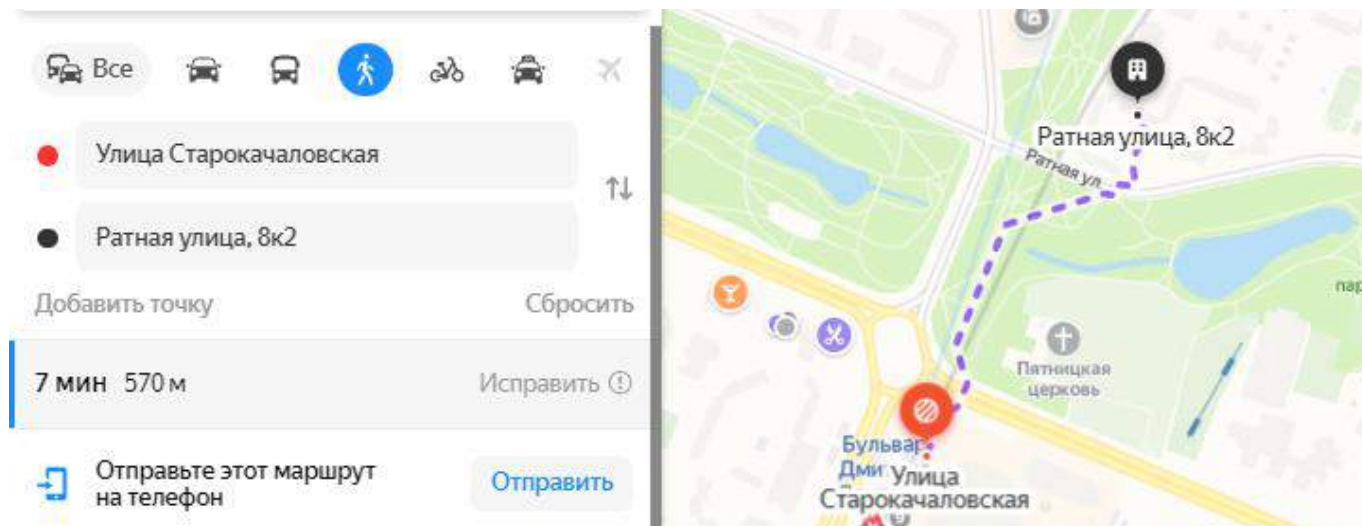 Все
Улица Старокачаловская
Ратная улица, 8к2
Добавить точку
Сбросить
7 мин 570 м
Исправить
Отправьте этот маршрут
на телефон
Отправить
Ратная улица, 8к2
Ратная ул.
пар
Пятницкая
церковь
Бульвар
Дми
Улица
Старокачаловская